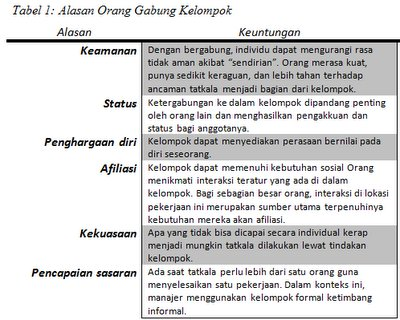 Tabel 1: Alasan Orang Gabung Kelompok
Alasan Keuntungan
Keamanan Dengan bergabung, individu dapat mengurangi rasa
tidak aman akibat “sendirian”. Orang merasa kuat,
punya sedikit keraguan, dan lebih tahan terhadap
ancaman tatkala menjadi bagian dari kelompok.
Status Ketergabungan ke dalam kelompok dipandang penting
oleh orang lain dan menghasilkan pengakkuan dan
status bagi anggotanya.
Penghargaan diri Kelompok dapat menyediakan perasaan bernilai pada
diri seseorang.
Afiliasi Kelompok dapat memenuhi kebutuhan sosial Orang
menikmati interaksi teratur yang ada di dalam
kelompok. Bagi sebagian besar orang, interaksi di lokasi
pekerjaan ini merupakan sumber utama terpenuhinya
kebutuhan mereka akan afiliasi.
Kekuasaan Apa yang tidak bisa dicapai secara individual kerap
menjadi mungkin tatkala dilakukan lewat tindakan
kelompok.
Pencapaian sasaran Ada saat tatkala perlu lebih dari satu orang guna
menyelesaikan satu pekerjaan. Dalam konteks ini,
manajer menggunakan kelompok formal ketimbang
informal.